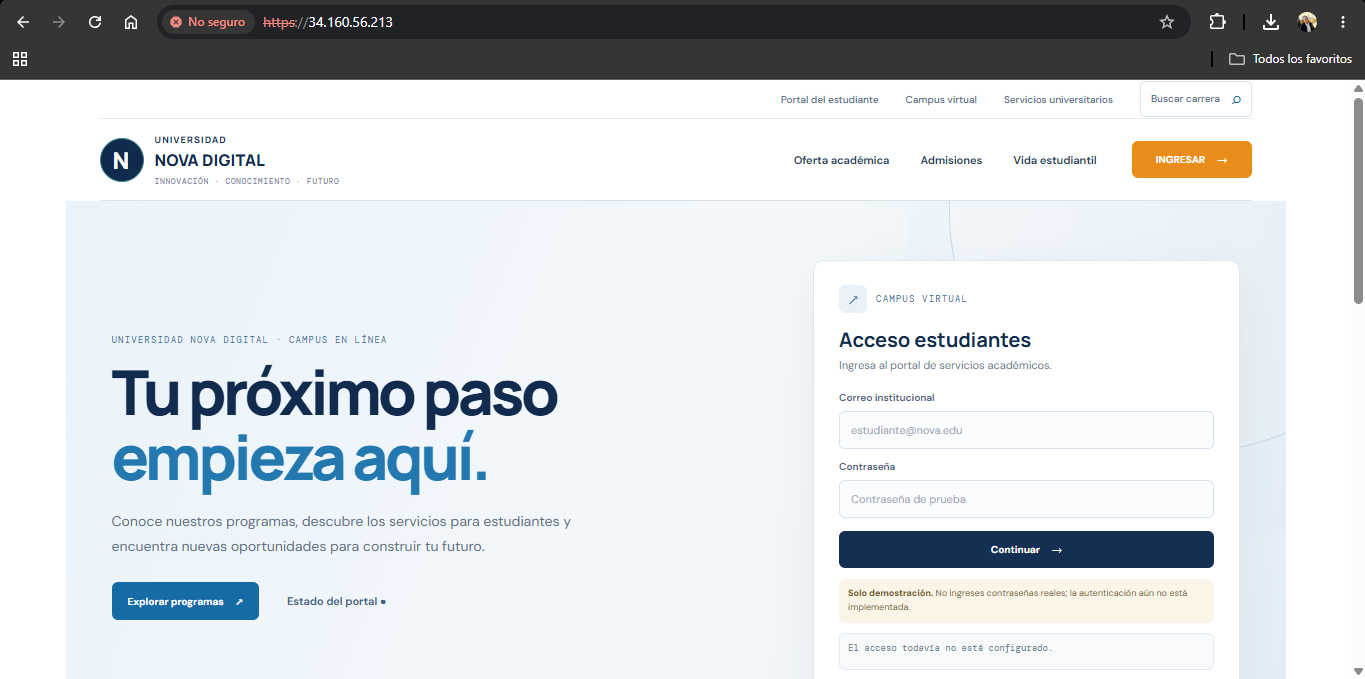 No seguro
https://34.160.56.213
Todos los favoritos
Portal del estudiante
Campus virtual
Servicios universitarios
Buscar carrera
N
UNIVERSIDAD
NOVA DIGITAL
INNOVACIÓN · CONOCIMIENTO · FUTURO
Oferta académica
Admisiones
Vida estudiantil
INGRESAR →
UNIVERSIDAD NOVA DIGITAL · CAMPUS EN LÍNEA
Tu próximo paso
empieza aquí.
Conoce nuestros programas, descubre los servicios para estudiantes y
encuentra nuevas oportunidades para construir tu futuro.
Explorar programas ↗
Estado del portal ●
↗ CAMPUS VIRTUAL
Acceso estudiantes
Ingresa al portal de servicios académicos.
Correo institucional
estudiante@nova.edu
Contraseña
Contraseña de prueba
Continuar →
Solo demostración. No ingreses contraseñas reales; la autenticación aún no está
implementada.
El acceso todavía no está configurado.